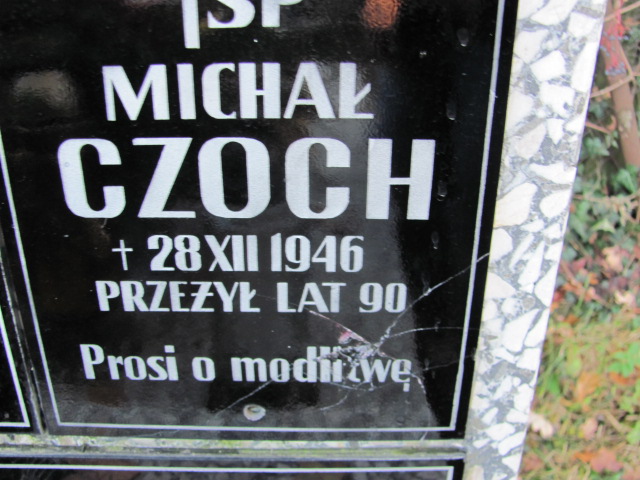 ŚP
MICHAŁ
CZOCH
† 28 XII 1946
PRZEŻYŁ LAT 90
Prosi o modlitwę